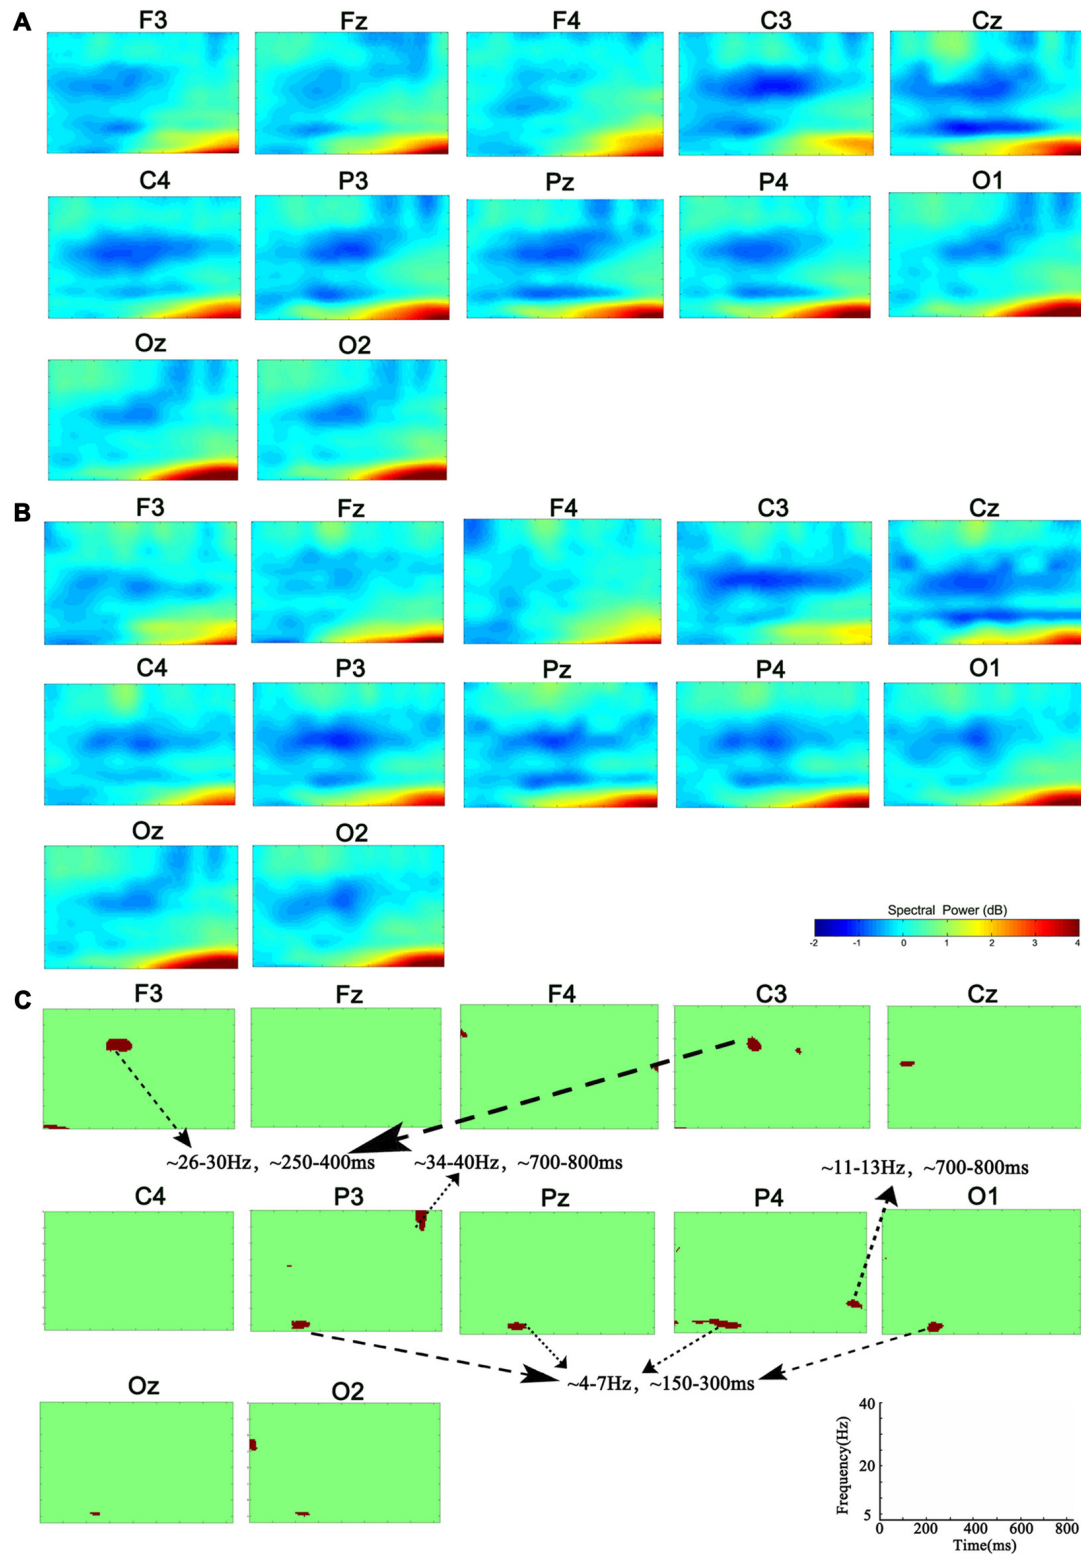 A
F3 Fz F4 C3 Cz
C4 P3 Pz P4 O1
Oz O2
B
F3 Fz F4 C3 Cz
C4 P3 Pz P4 O1
Oz O2
Spectral Power (dB)
-2 -1 0 1 2 3 4
C
F3 Fz F4 C3 Cz
~26-30Hz, ~250-400ms ~34-40Hz, ~700-800ms ~11-13Hz, ~700-800ms
C4 P3 Pz P4 O1
~4-7Hz, ~150-300ms
Oz O2
40
20
5
Frequency(Hz)
0 200 400 600 800
Time(ms)